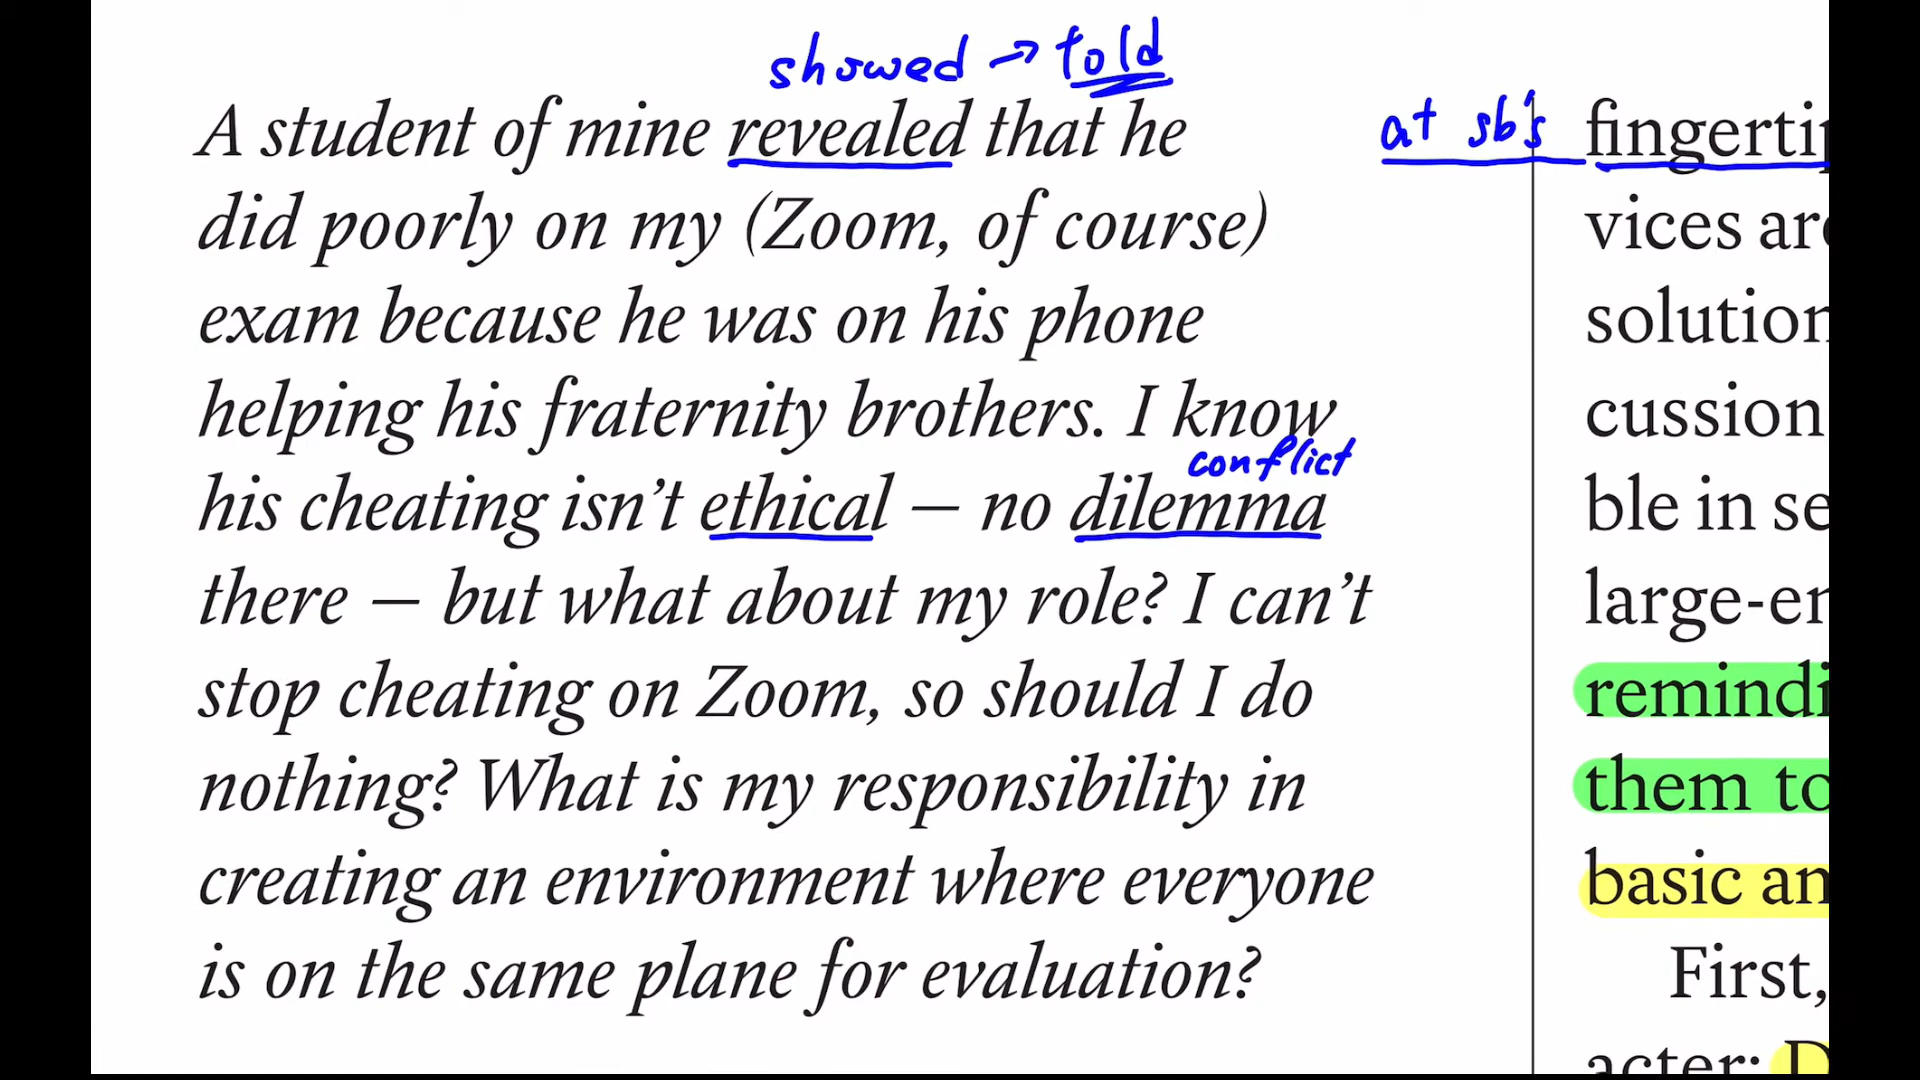 showed → told
A student of mine revealed that he
did poorly on my (Zoom, of course)
exam because he was on his phone
helping his fraternity brothers. I know
conflict
his cheating isn’t ethical — no dilemma
there — but what about my role? I can’t
stop cheating on Zoom, so should I do
nothing? What is my responsibility in
creating an environment where everyone
is on the same plane for evaluation?
at sb's
fingertip
vices are
solution
cussion
ble in se
large-en
remindi
them to
basic an
First,
acter: D